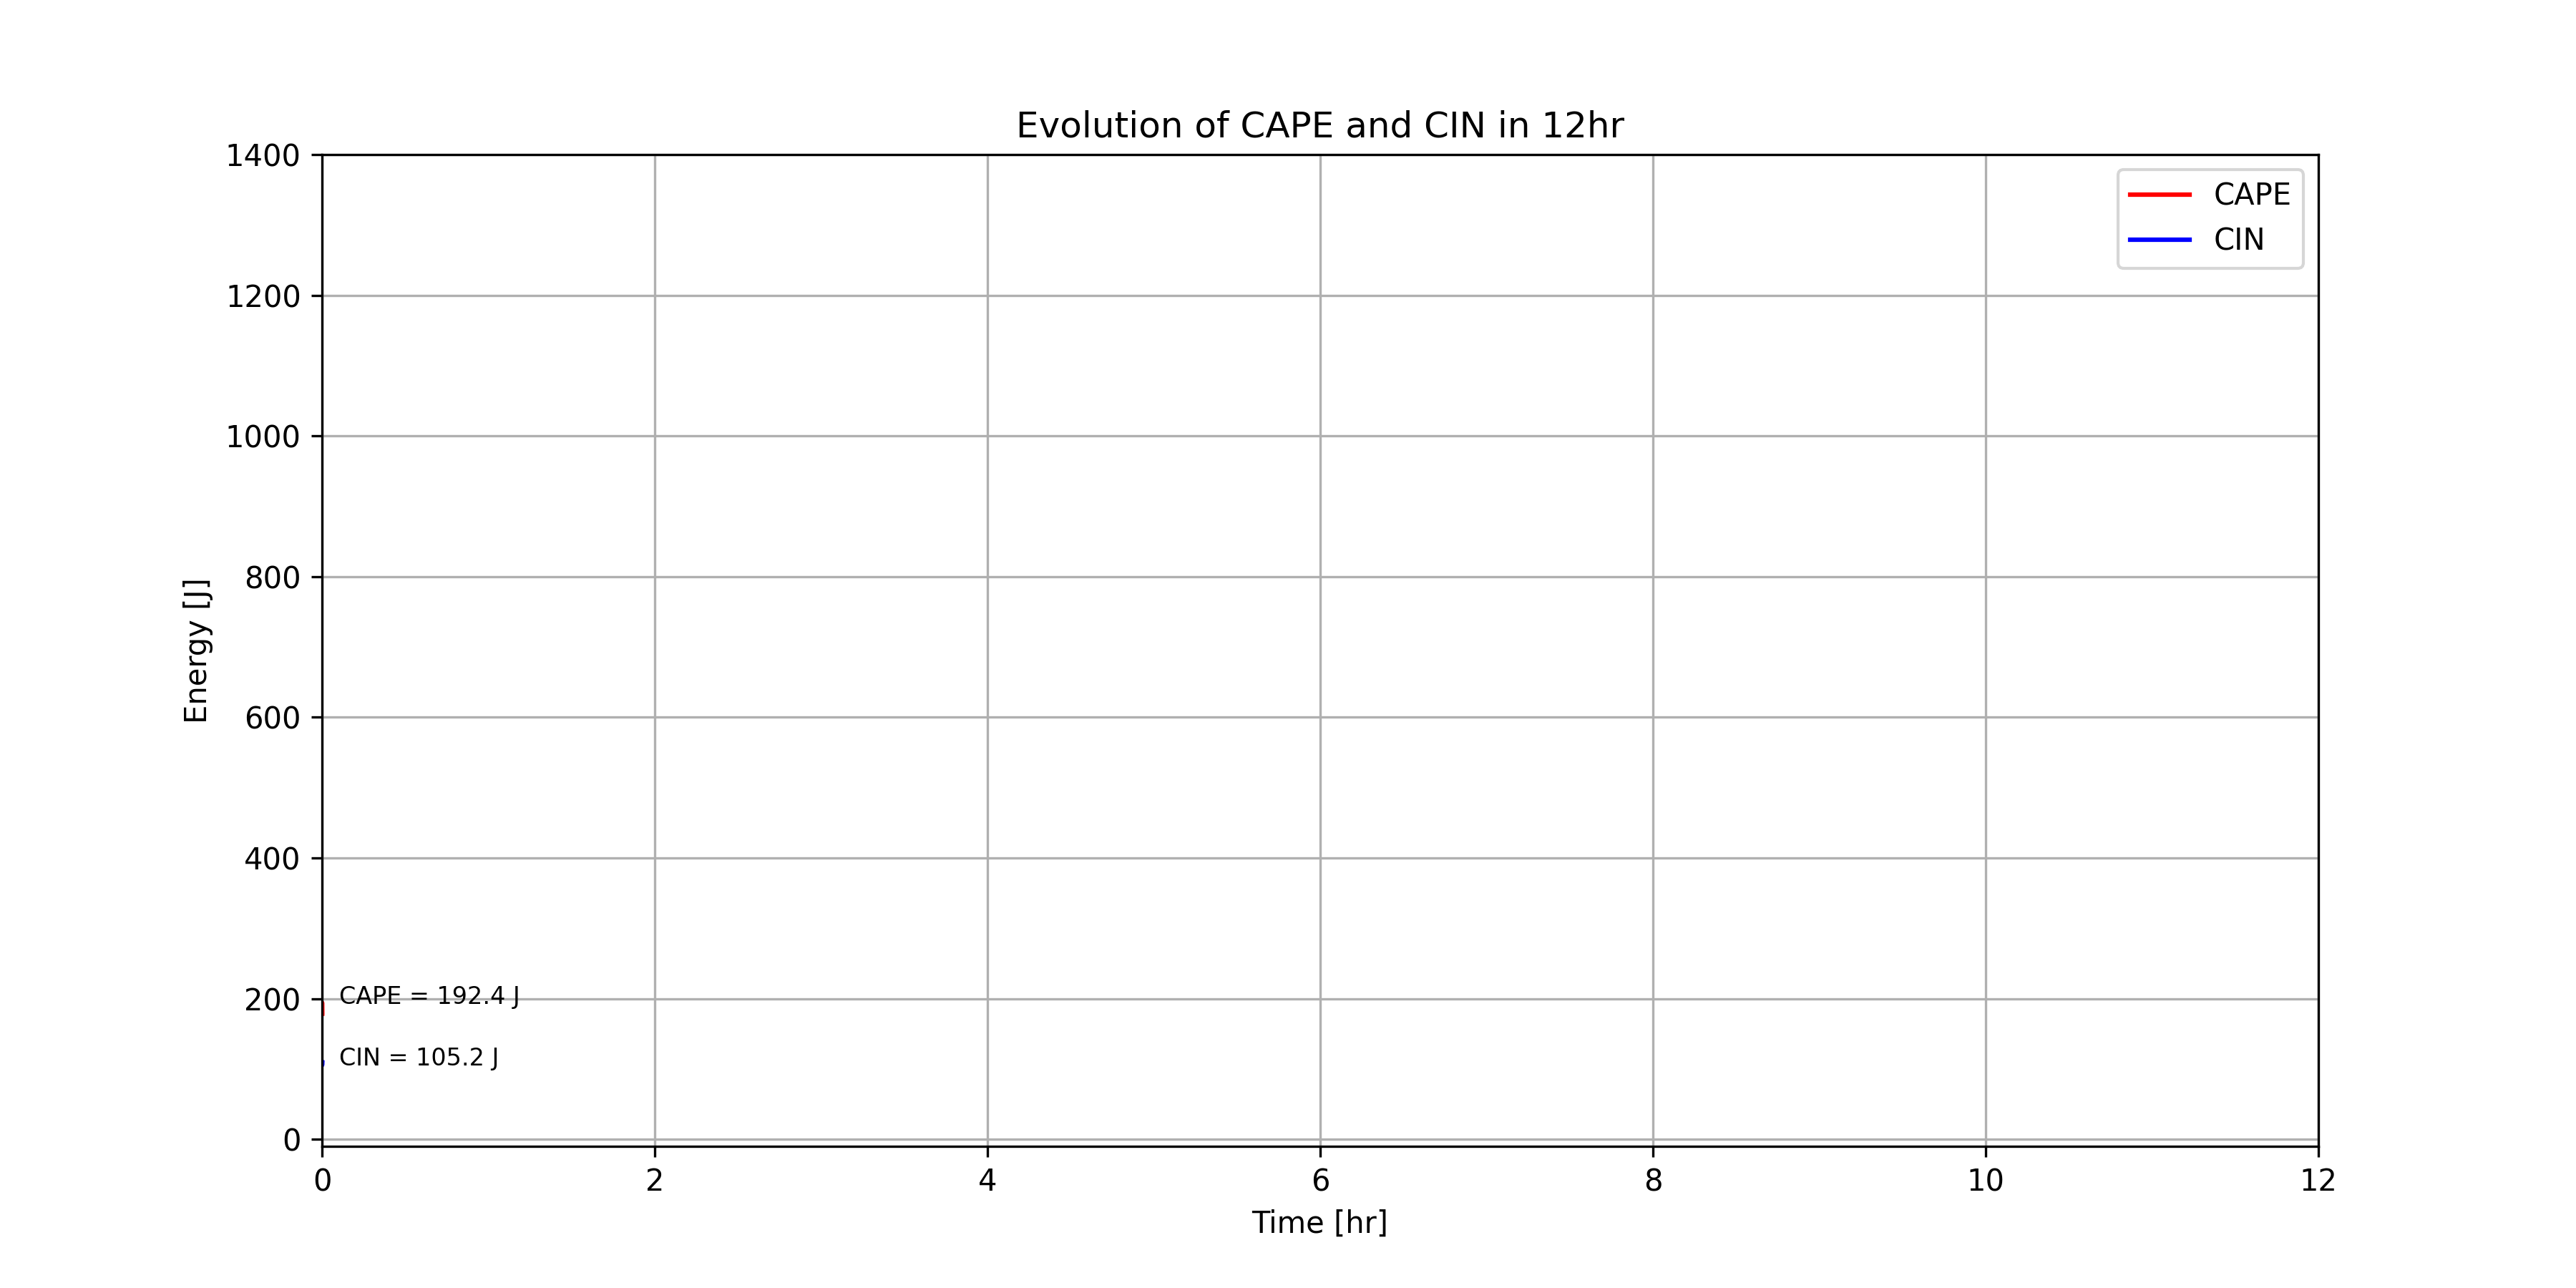 Evolution of CAPE and CIN in 12hr
CAPE
CIN
1400
1200
1000
800
600
400
200
0
Energy [J]
CAPE = 192.4 J
CIN = 105.2 J
0 2 4 6 8 10 12
Time [hr]